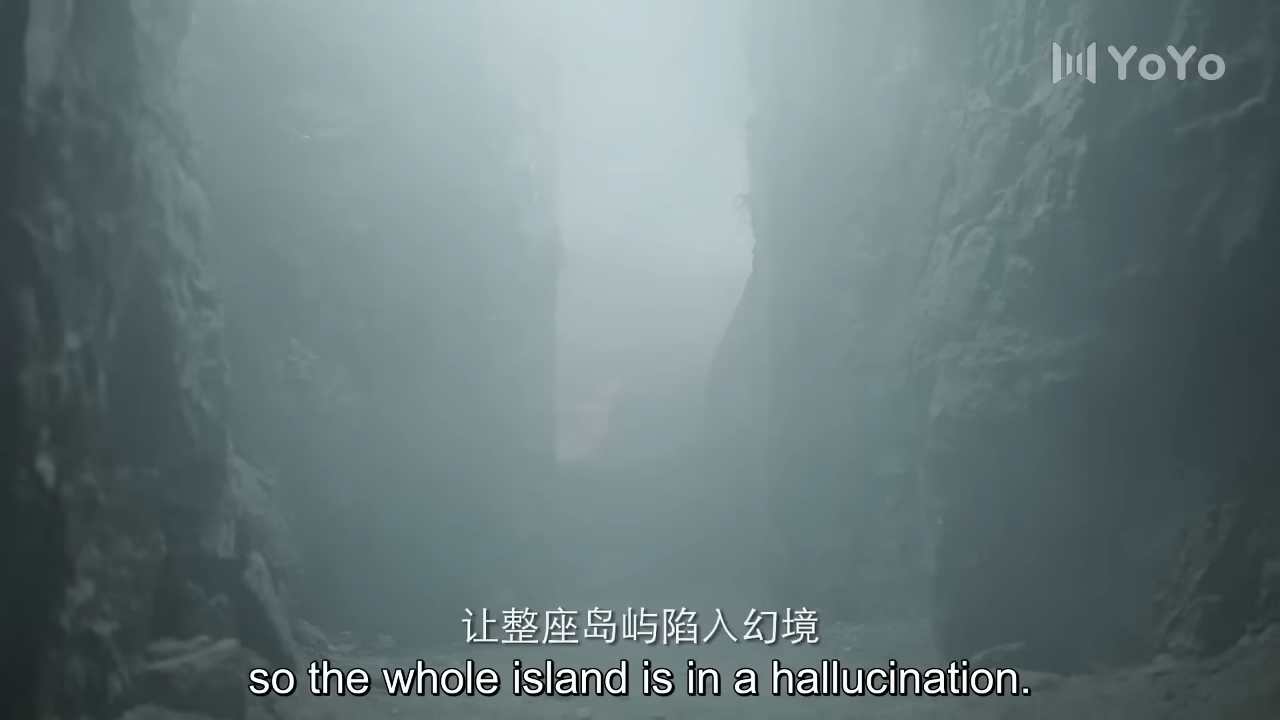 YoYo
让整座岛屿陷入幻境
so the whole island is in a hallucination.